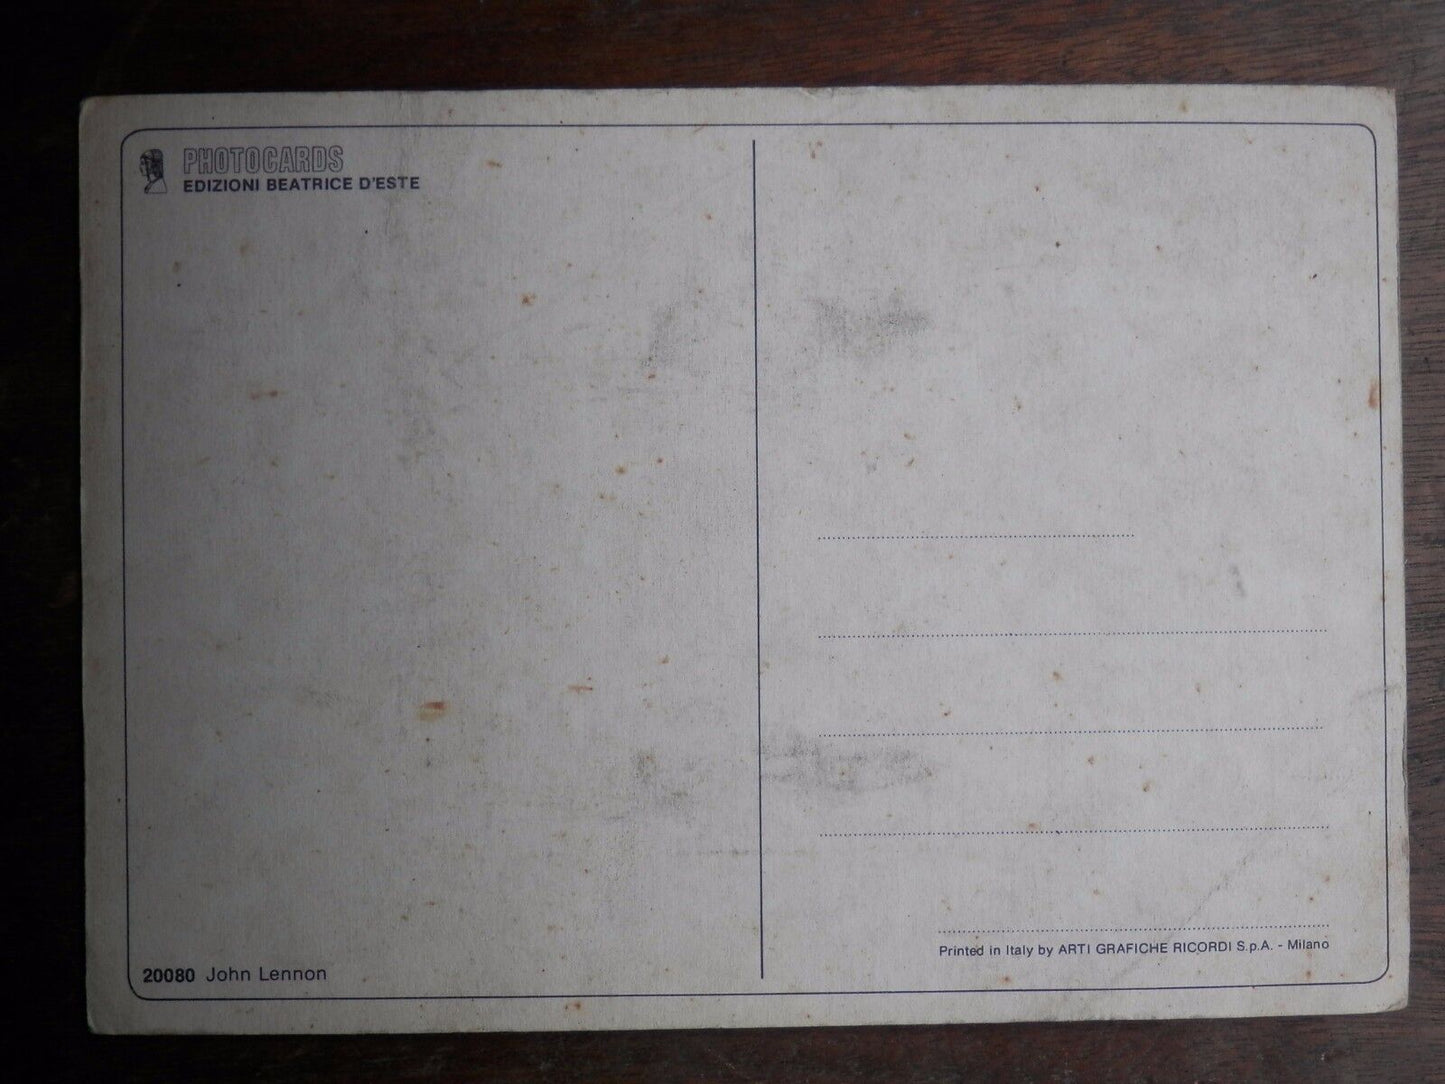 PHOTOCARDS
EDIZIONI BEATRICE D'ESTE
Printed in Italy by ARTI GRAFICHE RICORDI S.p.A. - Milano
20080 John Lennon